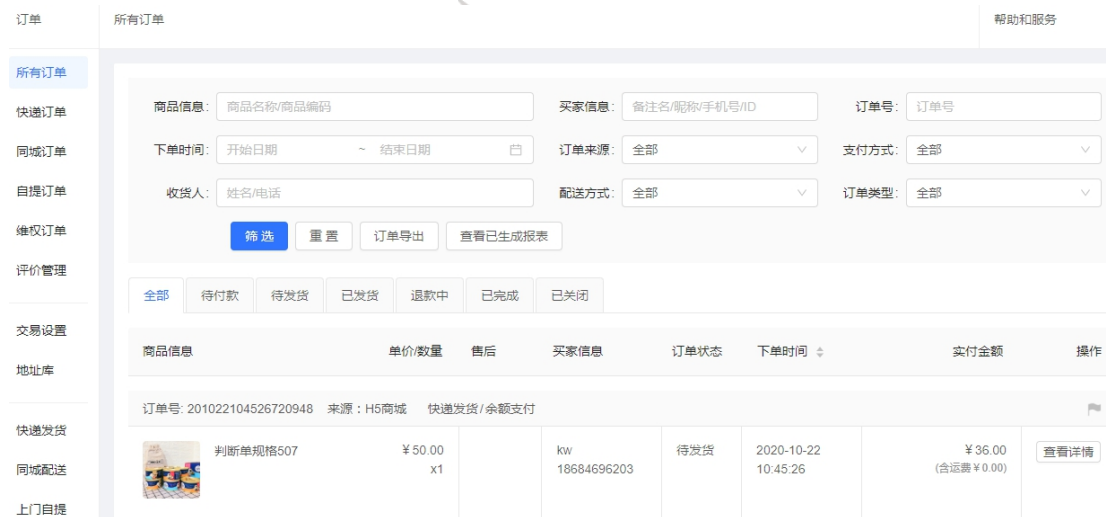 订单
所有订单
帮助和服务
所有订单
快递订单
同城订单
自提订单
维权订单
评价管理
交易设置
地址库
快递发货
同城配送
上门自提
商品信息: 商品名称/商品编码 买家信息: 备注名/昵称/手机号/ID 订单号: 订单号
下单时间: 开始日期 ~ 结束日期 订单来源: 全部 支付方式: 全部
收货人: 姓名/电话 配送方式: 全部 订单类型: 全部
筛选 重置 订单导出 查看已生成报表
全部 待付款 待发货 已发货 退款中 已完成 已关闭
商品信息 单价/数量 售后 买家信息 订单状态 下单时间 实付金额 操作
订单号: 201022104526720948 来源：H5商城 快递发货/余额支付
判断单规格507 ¥50.00 kw 待发货 2020-10-22 ¥36.00 查看详情
x1 18684696203 10:45:26 (含运费¥0.00)